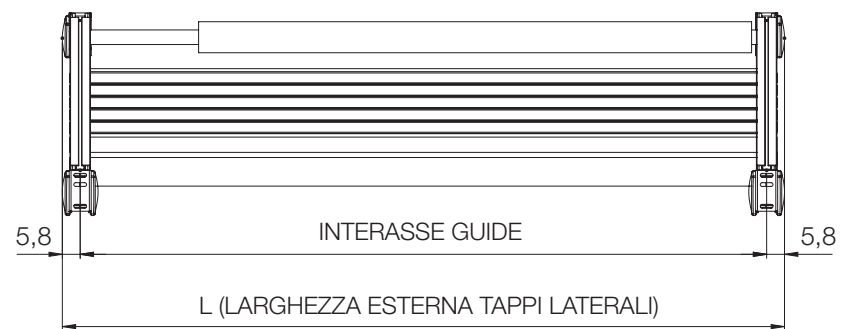 5,8 INTERASSE GUIDE 5,8
L (LARGHEZZA ESTERNA TAPPI LATERALI)